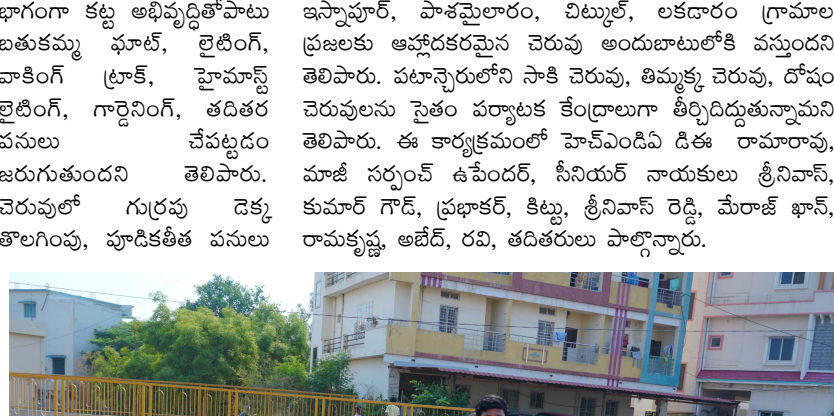 భాగంగా కట్ట అభివృద్ధితోపాటు
బతుకమ్మ ఘాట్, లైటింగ్,
వాకింగ్ ట్రాక్, హైమాస్ట్
లైటింగ్, గార్డెనింగ్, తదితర
పనులు చేపట్టడం
జరుగుతుందని తెలిపారు.
చెరువులో గుర్రపు డెక్క
తొలగింపు, పూడికతీత పనులు
ఇస్నాపూర్, పాశమైలారం, చిట్కుల్, లకడారం గ్రామాల
ప్రజలకు ఆహ్లాదకరమైన చెరువు అందుబాటులోకి వస్తుందని
తెలిపారు. పటాన్చెరులోని సాకి చెరువు, తిమ్మక్క చెరువు, దోషం
చెరువులను సైతం పర్యాటక కేంద్రాలుగా తీర్చిదిద్దుతున్నామని
తెలిపారు. ఈ కార్యక్రమంలో హెచ్ఎండిఏ డిఈ రామారావు,
మాజీ సర్పంచ్ ఉపేందర్, సీనియర్ నాయకులు శ్రీనివాస్,
కుమార్ గౌడ్, ప్రభాకర్, కిట్టు, శ్రీనివాస్ రెడ్డి, మేరాజ్ ఖాన్,
రామకృష్ణ, అబేద్, రవి, తదితరులు పాల్గొన్నారు.